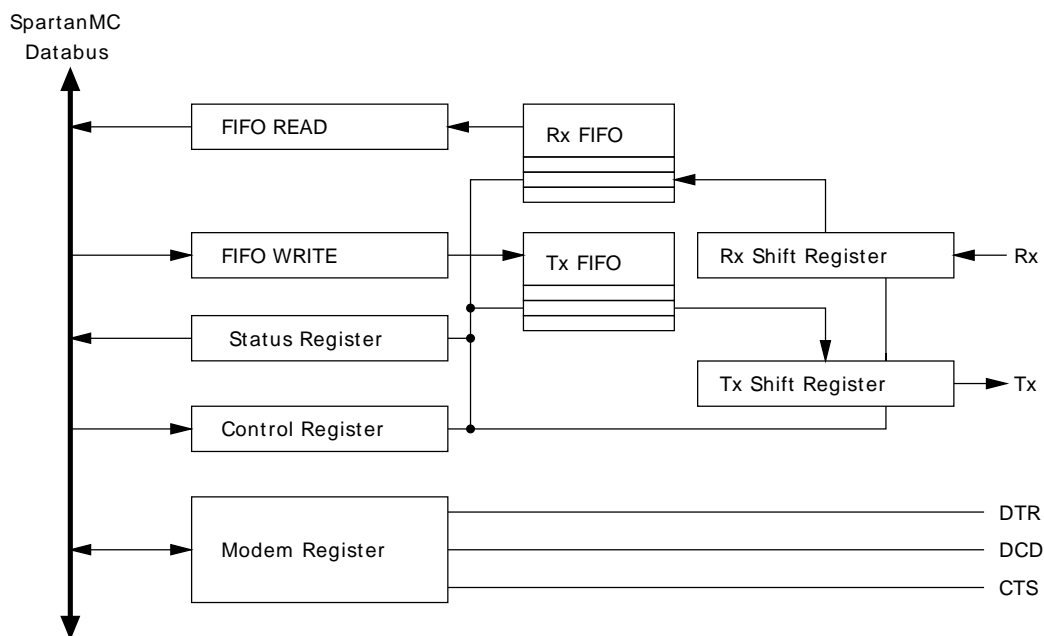 SpartanMC
Databus
FIFO READ
Rx FIFO
FIFO WRITE
Tx FIFO
Rx Shift Register
Rx
Status Register
Tx Shift Register
Tx
Control Register
DTR
Modem Register
DCD
CTS